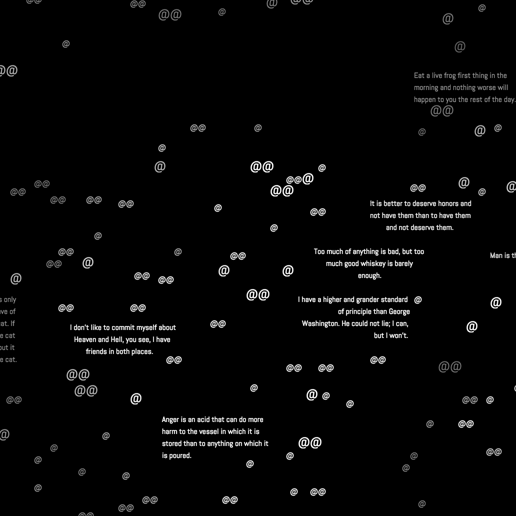 Eat a live frog first thing in the
morning and nothing worse will
happen to you the rest of the day.
It is better to deserve honors and
not have them than to have them
and not deserve them.
Too much of anything is bad, but too
much good whiskey is barely
enough.
Man is
I have a higher and grander standard
of principle than George
Washington. He could not lie; I can,
but I won't.
only
of
at. If
cat
but it
cat.
I don't like to commit myself about
Heaven and Hell, you see, I have
friends in both places.
Anger is an acid that can do more
harm to the vessel in which it is
stored than to anything on which it
is poured.